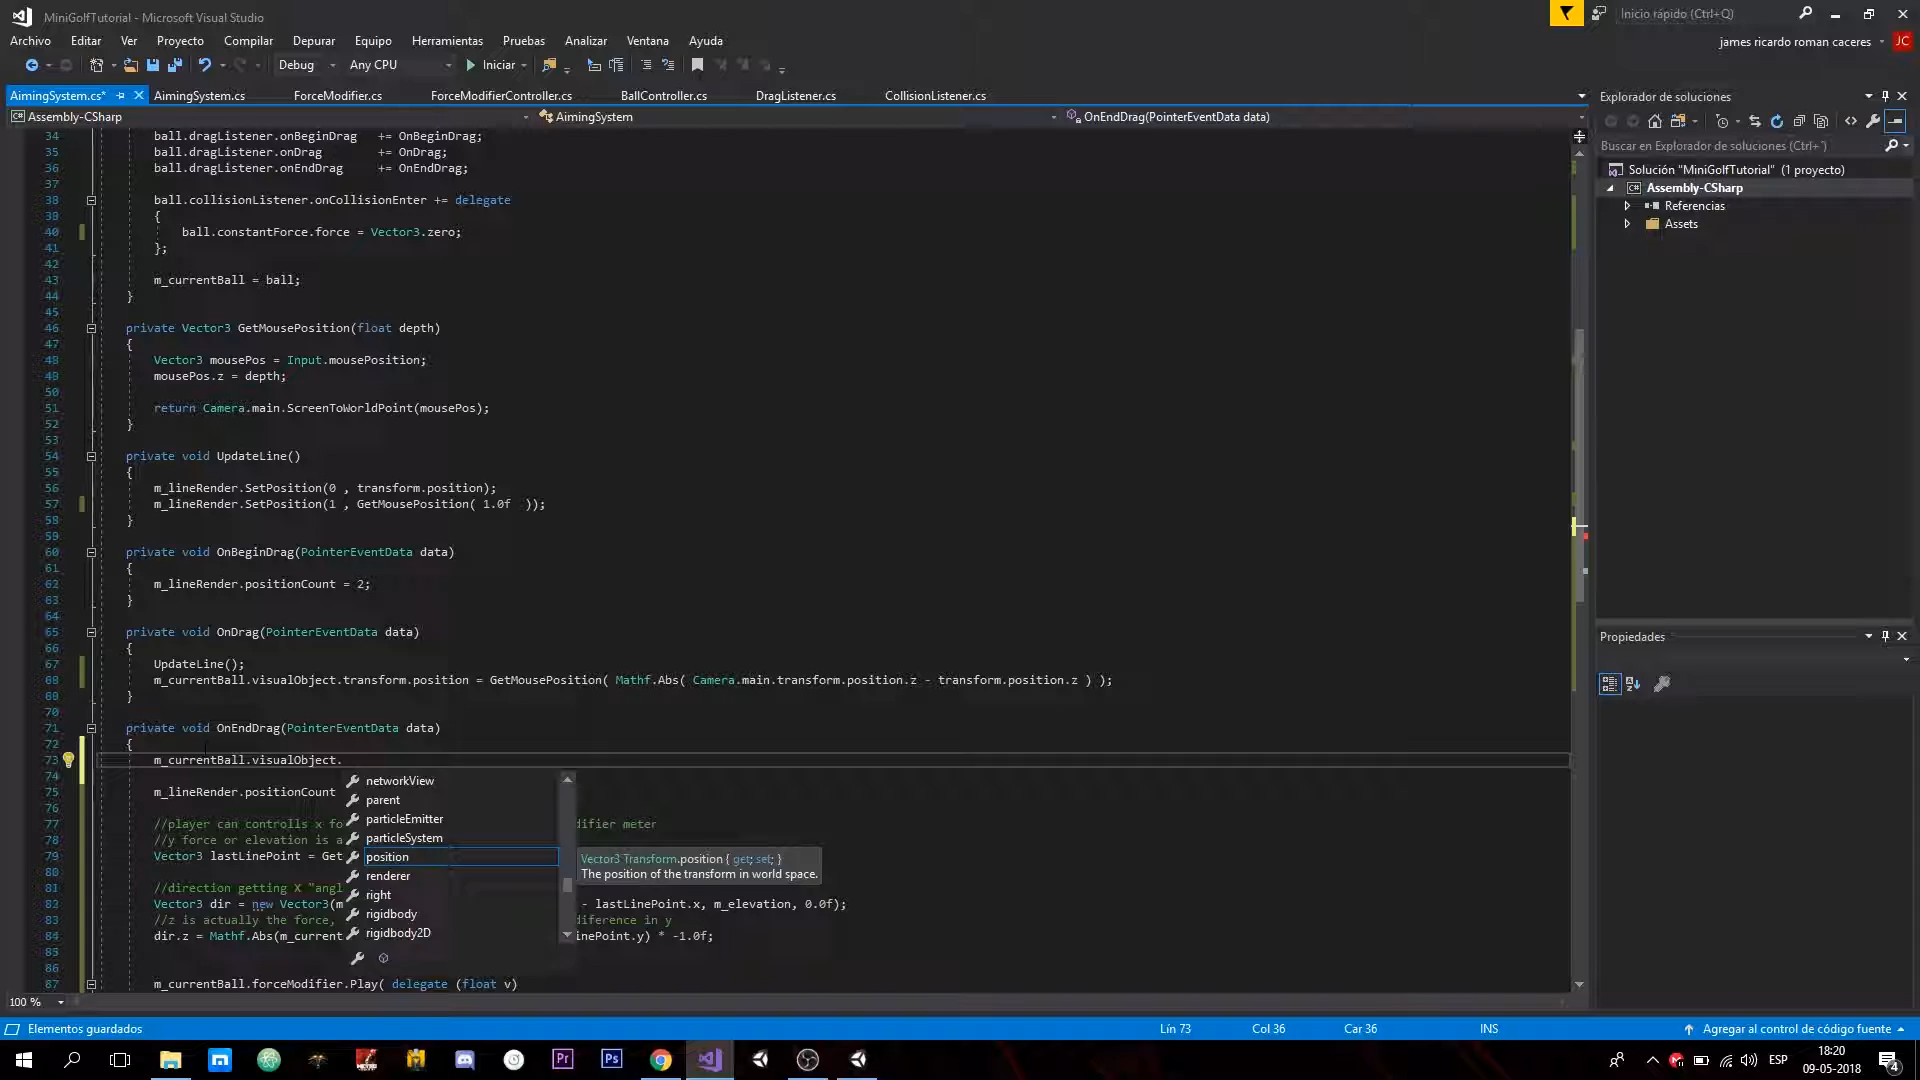 MiniGolfTutorial - Microsoft Visual Studio
Inicio rápido (Ctrl+Q)
Archivo Editar Ver Proyecto Compilar Depurar Equipo Herramientas Pruebas Analizar Ventana Ayuda
james ricardo roman caceres JC
Debug Any CPU Iniciar
AimingSystem.cs* AimingSystem.cs ForceModifier.cs ForceModifierController.cs BallController.cs DragListener.cs CollisionListener.cs
Assembly-CSharp AimingSystem OnEndDrag(PointerEventData data)
34 ball.dragListener.onBeginDrag += OnBeginDrag;
35 ball.dragListener.onDrag += OnDrag;
36 ball.dragListener.onEndDrag += OnEndDrag;
37
38 ball.collisionListener.onCollisionEnter += delegate
39 {
40 ball.constantForce.force = Vector3.zero;
41 };
42
43 m_currentBall = ball;
44 }
45
46 private Vector3 GetMousePosition(float depth)
47 {
48 Vector3 mousePos = Input.mousePosition;
49 mousePos.z = depth;
50
51 return Camera.main.ScreenToWorldPoint(mousePos);
52 }
53
54 private void UpdateLine()
55 {
56 m_lineRender.SetPosition(0 , transform.position);
57 m_lineRender.SetPosition(1 , GetMousePosition( 1.0f ));
58 }
59
60 private void OnBeginDrag(PointerEventData data)
61 {
62 m_lineRender.positionCount = 2;
63 }
64
65 private void OnDrag(PointerEventData data)
66 {
67 UpdateLine();
68 m_currentBall.visualObject.transform.position = GetMousePosition( Mathf.Abs( Camera.main.transform.position.z - transform.position.z ) );
69 }
70
71 private void OnEndDrag(PointerEventData data)
72 {
73 m_currentBall.visualObject.
74
75 m_lineRender.positionCount
76
77 //player can controlls x fo difier meter
78 //y force or elevation is a
79 Vector3 lastLinePoint = Get
80
81 //direction getting X "angl
82 Vector3 dir = new Vector3(m - lastLinePoint.x, m_elevation, 0.0f);
83 //z is actually the force, diference in y
84 dir.z = Mathf.Abs(m_current inePoint.y) * -1.0f;
85
86
87 m_currentBall.forceModifier.Play( delegate (float v)
networkView
parent
particleEmitter
particleSystem
position
renderer
right
rigidbody
rigidbody2D
Vector3 Transform.position { get; set; }
The position of the transform in world space.
100 %
Explorador de soluciones
Buscar en Explorador de soluciones (Ctrl+¨)
Solución "MiniGolfTutorial" (1 proyecto)
Assembly-CSharp
Referencias
Assets
Propiedades
Elementos guardados Lín 73 Col 36 Car 36 INS Agregar al control de código fuente
ESP 18:20
09-05-2018
4